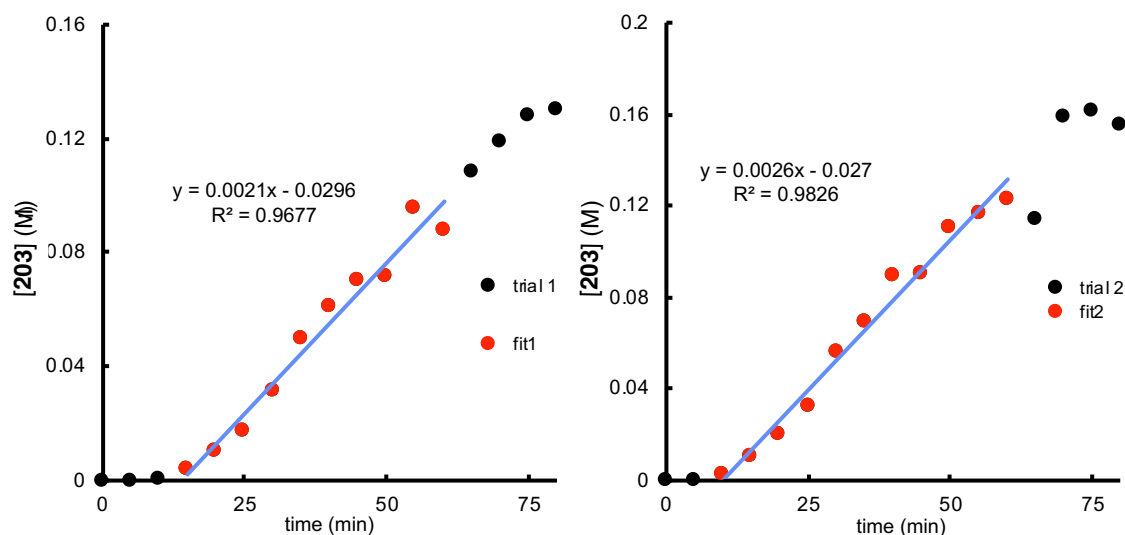 0.16
0.12
0.08
0.04
0
[203] (M)
y = 0.0021x - 0.0296
R² = 0.9677
trial 1
fit1
0
25
50
75
time (min)
0.2
0.16
0.12
0.08
0.04
0
[203] (M)
y = 0.0026x - 0.027
R² = 0.9826
trial 2
fit2
0
25
50
75
time (min)